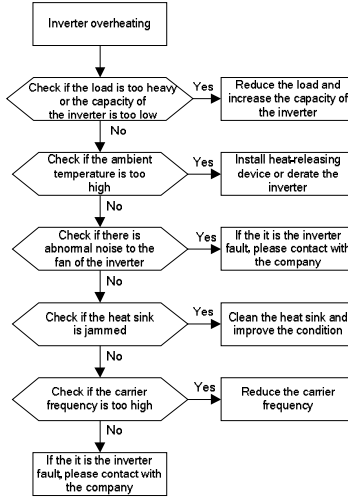 Inverter overheating
Check if the load is too heavy
or the capacity of
the inverter is too low
Yes
Reduce the load and
increase the capacity of
the inverter
No
Check if the ambient
temperature is too
high
Yes
Install heat-releasing
device or derate the
inverter
No
Check if there is
abnormal noise to the
fan of the inverter
Yes
If the it is the inverter
fault, please contact with
the company
No
Check if the heat sink
is jammed
Yes
Clean the heat sink and
improve the condition
No
Check if the carrier
frequency is too high
Yes
Reduce the carrier
frequency
No
If the it is the inverter
fault, please contact with
the company